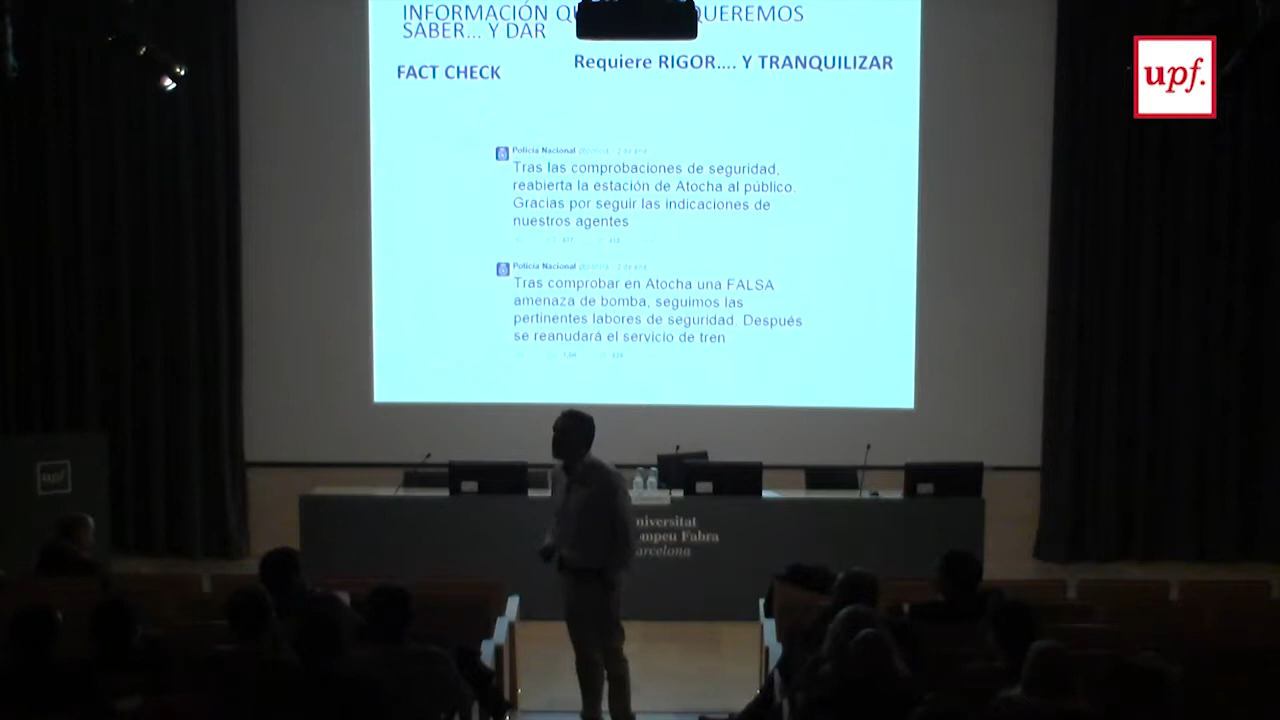 INFORMACIÓN QU QUEREMOS
SABER... Y DAR
Requiere RIGOR.... Y TRANQUILIZAR
FACT CHECK
upf.
Policía Nacional
Tras las comprobaciones de seguridad,
reabierta la estación de Atocha al público.
Gracias por seguir las indicaciones de
nuestros agentes
Policía Nacional
Tras comprobar en Atocha una FALSA
amenaza de bomba, seguimos las
pertinentes labores de seguridad. Después
se reanudará el servicio de tren
niversitat
mpeu Fabra
arcelona